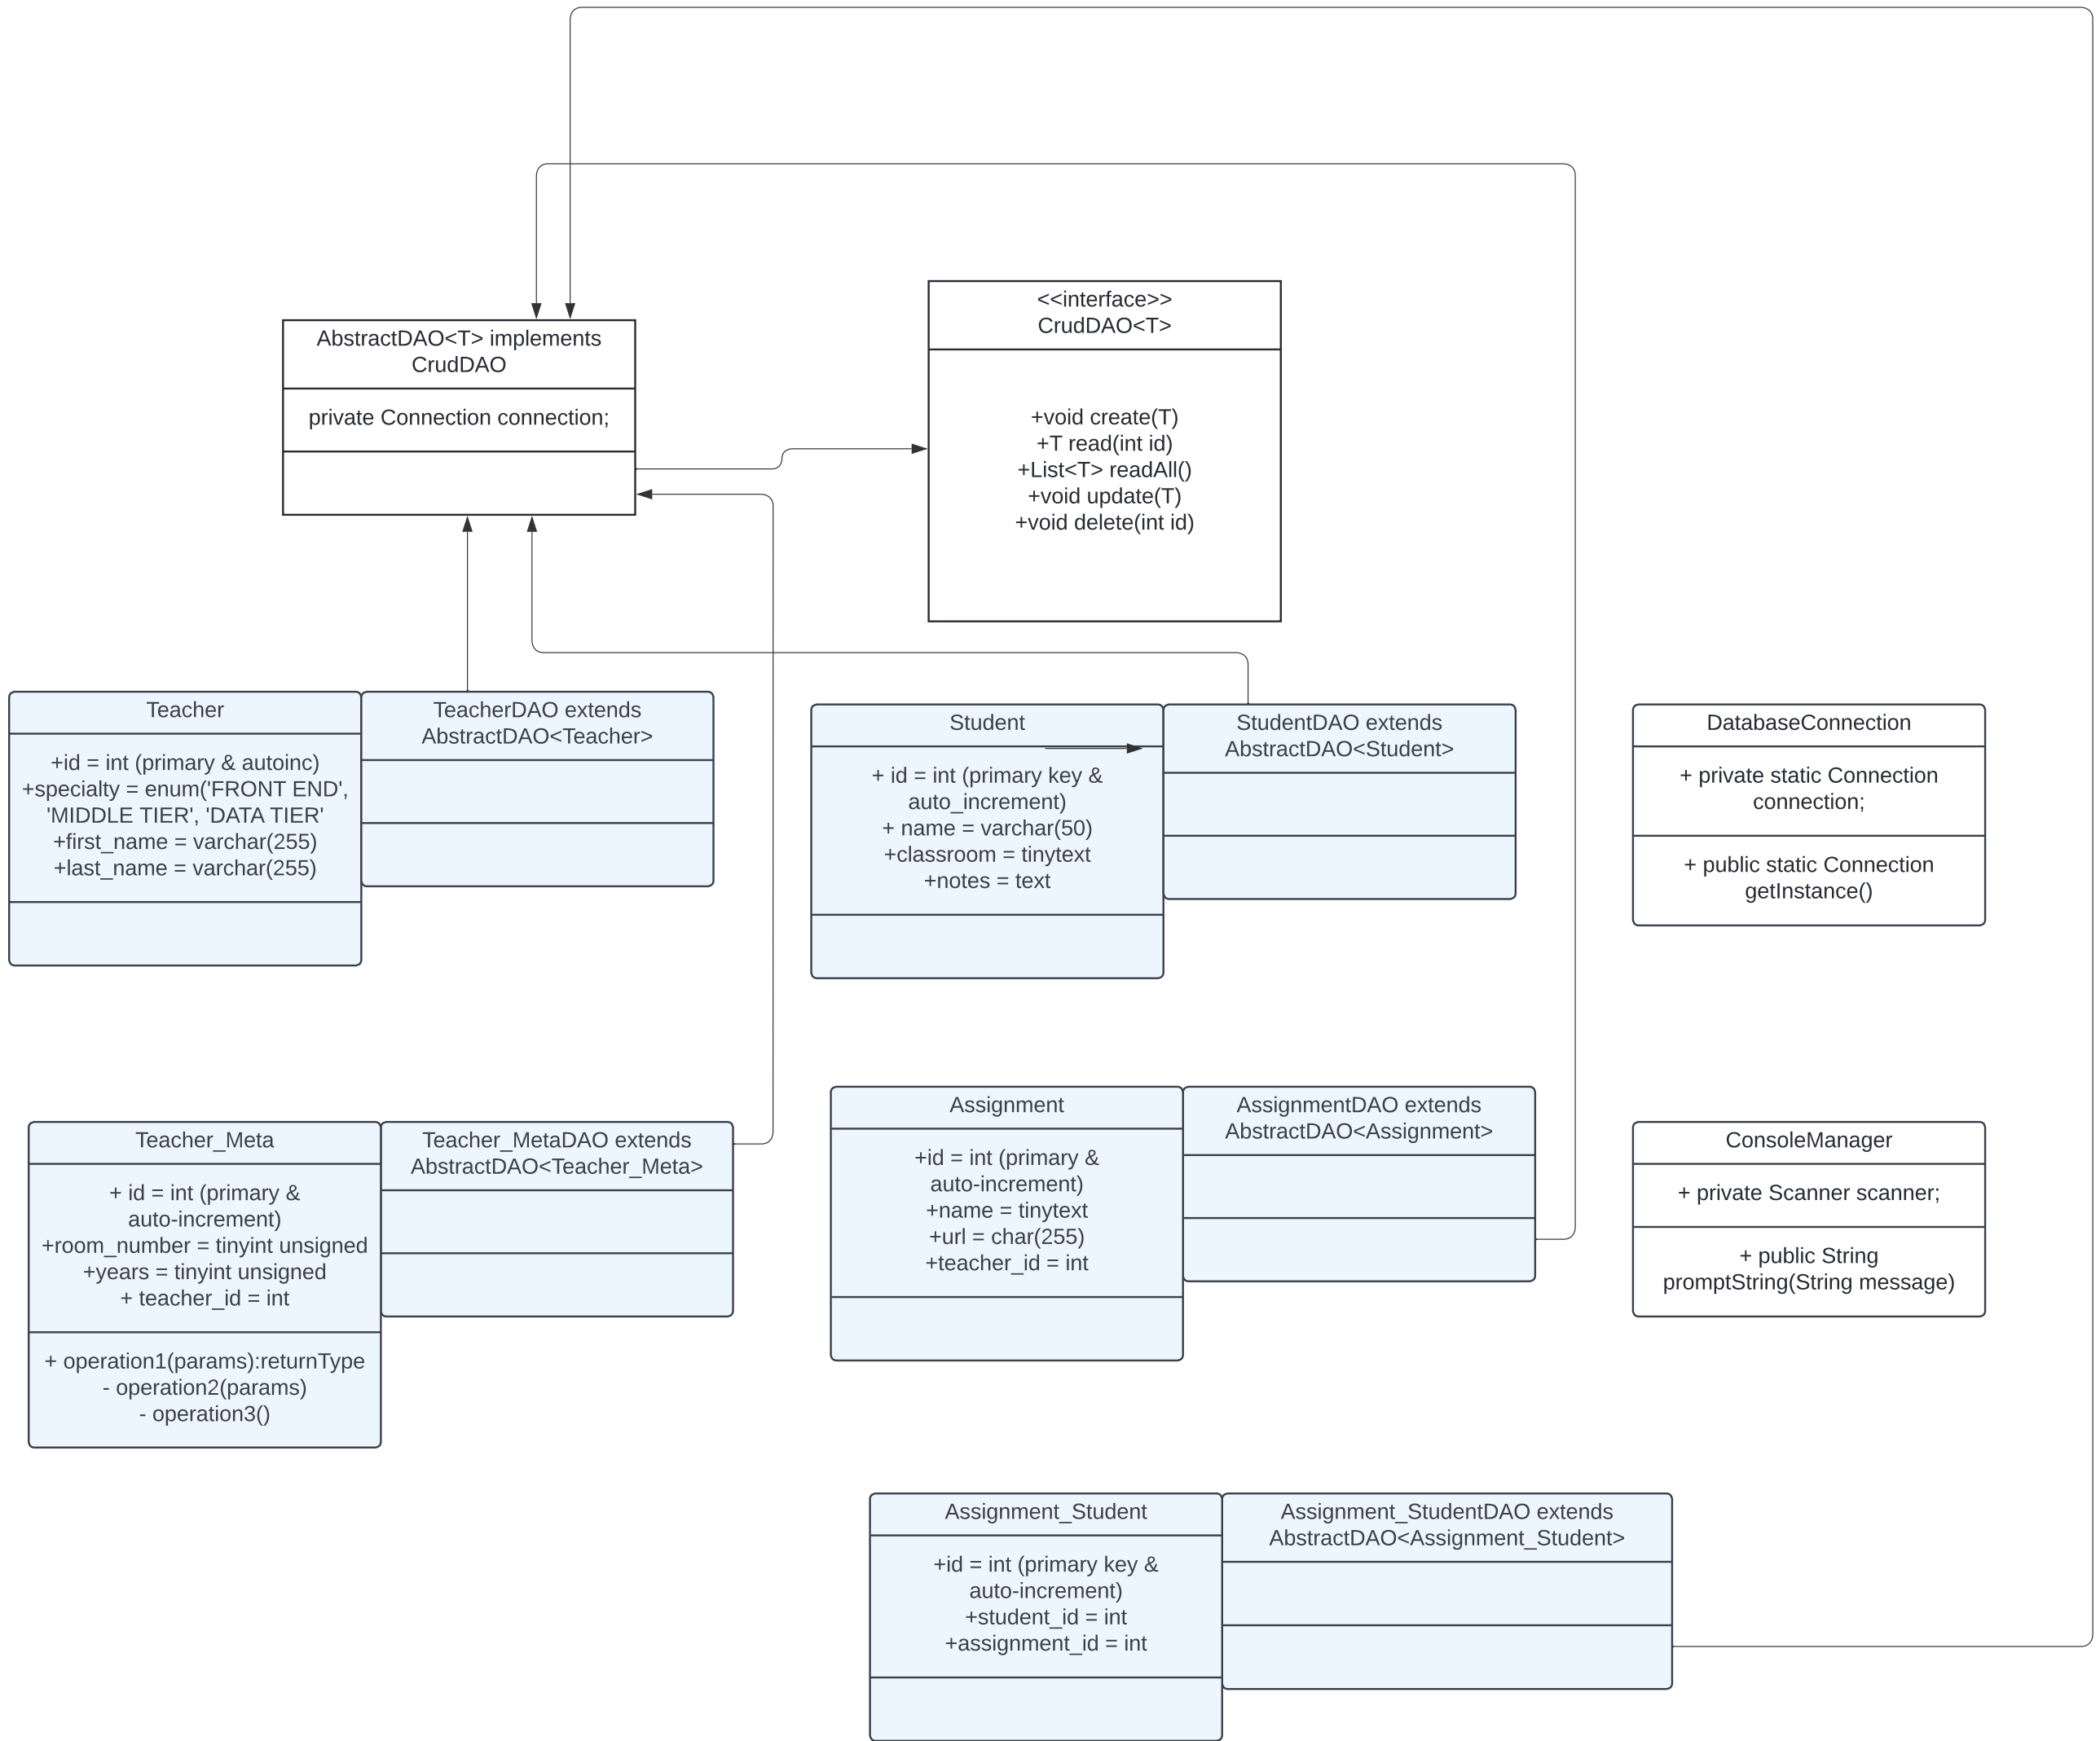 AbstractDAO<T> implements
CrudDAO
private Connection connection;
<<interface>>
CrudDAO<T>
+void create(T)
+T read(int id)
+List<T> readAll()
+void update(T)
+void delete(int id)
Teacher
+id = int (primary & autoinc)
+specialty = enum('FRONT END',
'MIDDLE TIER', 'DATA TIER'
+first_name = varchar(255)
+last_name = varchar(255)
TeacherDAO extends
AbstractDAO<Teacher>
Student
+ id = int (primary key &
auto_increment)
+ name = varchar(50)
+classroom = tinytext
+notes = text
StudentDAO extends
AbstractDAO<Student>
DatabaseConnection
+ private static Connection
connection;
+ public static Connection
getInstance()
Teacher_Meta
+ id = int (primary &
auto-increment)
+room_number = tinyint unsigned
+years = tinyint unsigned
+ teacher_id = int
+ operation1(params):returnType
- operation2(params)
- operation3()
Teacher_MetaDAO extends
AbstractDAO<Teacher_Meta>
Assignment
+id = int (primary &
auto-increment)
+name = tinytext
+url = char(255)
+teacher_id = int
AssignmentDAO extends
AbstractDAO<Assignment>
ConsoleManager
+ private Scanner scanner;
+ public String
promptString(String message)
Assignment_Student
+id = int (primary key &
auto-increment)
+student_id = int
+assignment_id = int
Assignment_StudentDAO extends
AbstractDAO<Assignment_Student>